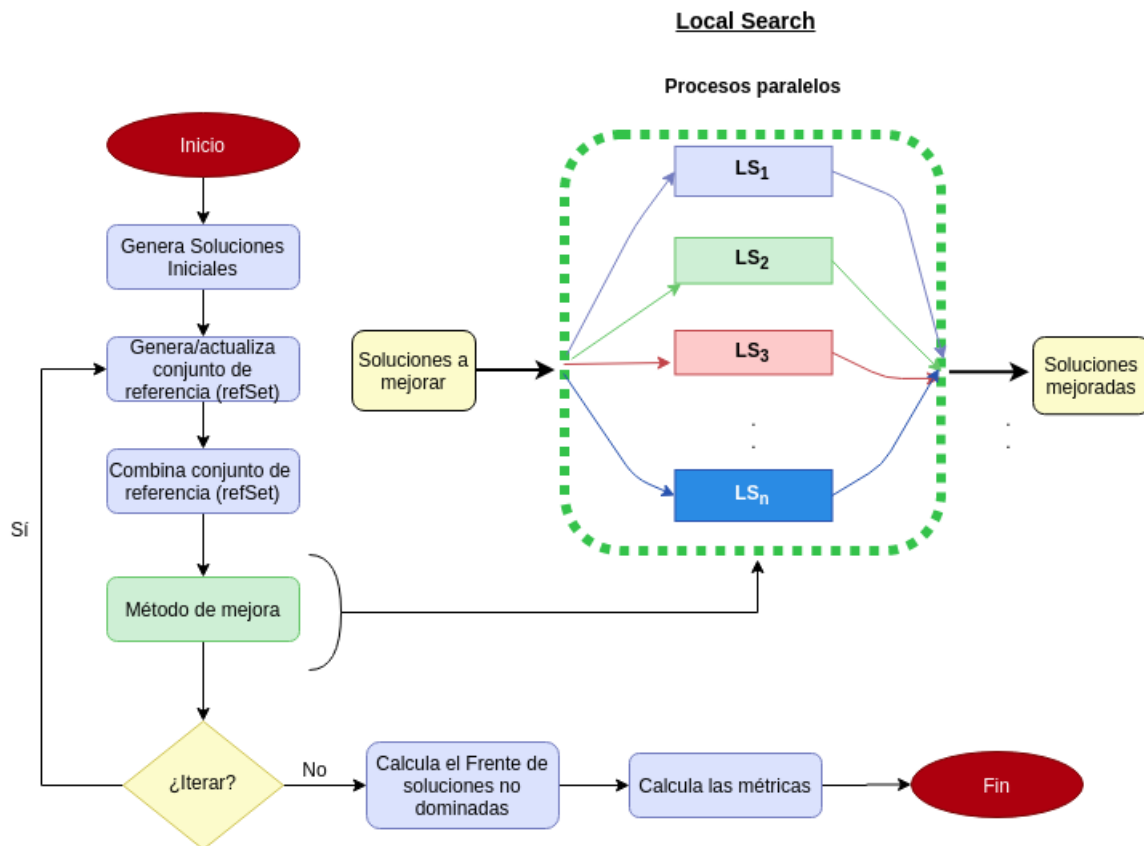 Local Search
Procesos paralelos
Inicio
Genera Soluciones
Iniciales
Genera/actualiza
conjunto de
referencia (refSet)
Combina conjunto de
referencia (refSet)
Sí
Método de mejora
¿Iterar?
No
Calcula el Frente de
soluciones no
dominadas
Calcula las métricas
Fin
Soluciones a
mejorar
LS1
LS2
LS3
:
LSn
Soluciones
mejoradas
: